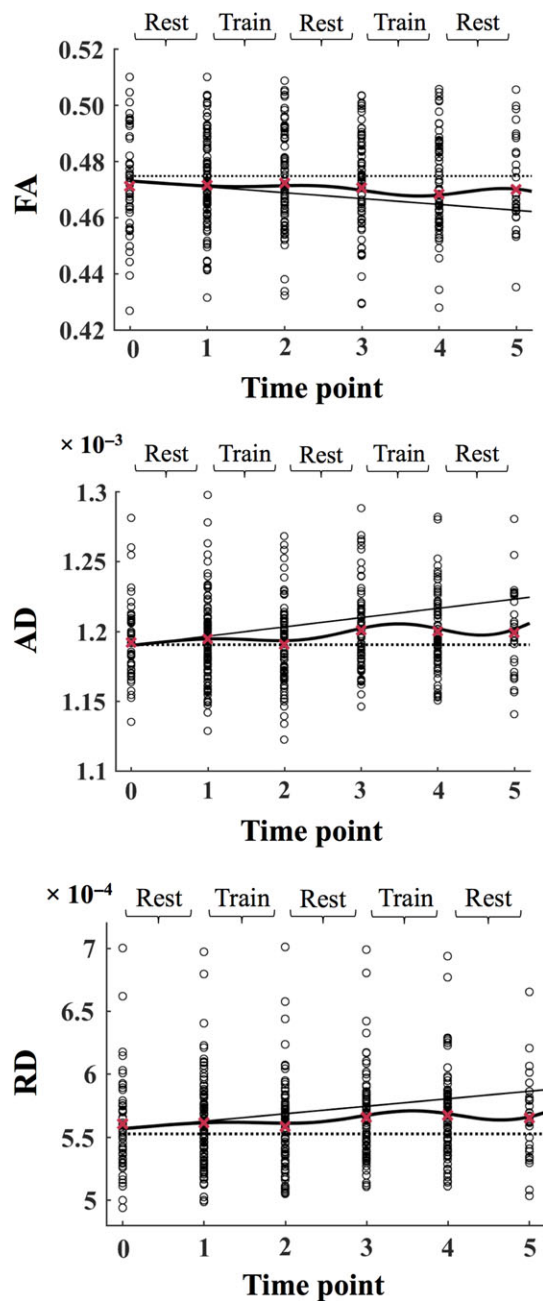 Rest Train Rest Train Rest
0.52
0.50
0.48
0.46
0.44
0.42
FA
0 1 2 3 4 5
Time point
× 10⁻³
Rest Train Rest Train Rest
1.3
1.25
1.2
1.15
1.1
AD
0 1 2 3 4 5
Time point
× 10⁻⁴
Rest Train Rest Train Rest
7
6.5
6
5.5
5
RD
0 1 2 3 4 5
Time point